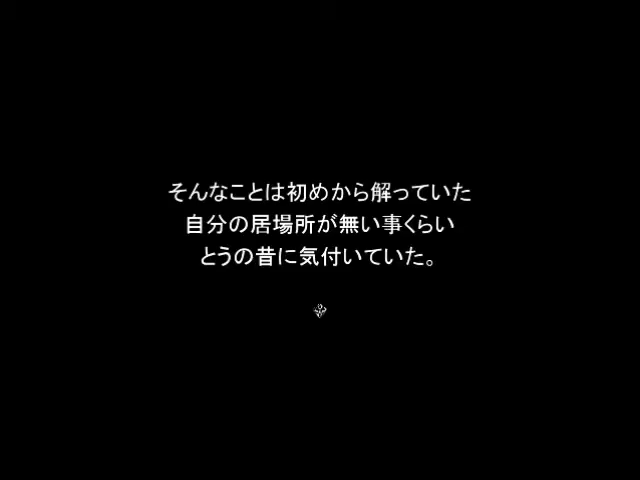 そんなことは初めから解っていた
自分の居場所が無い事くらい
とうの昔に気付いていた。